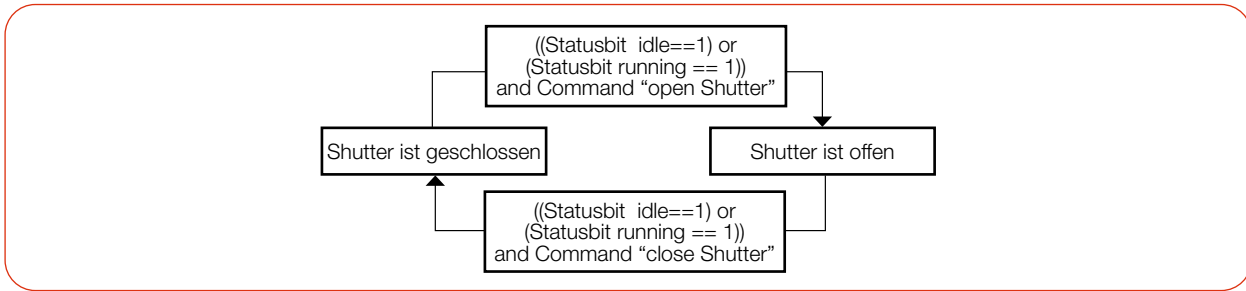 ((Statusbit idle==1) or
(Statusbit running == 1))
and Command “open Shutter”
Shutter ist geschlossen
Shutter ist offen
((Statusbit idle==1) or
(Statusbit running == 1))
and Command “close Shutter”